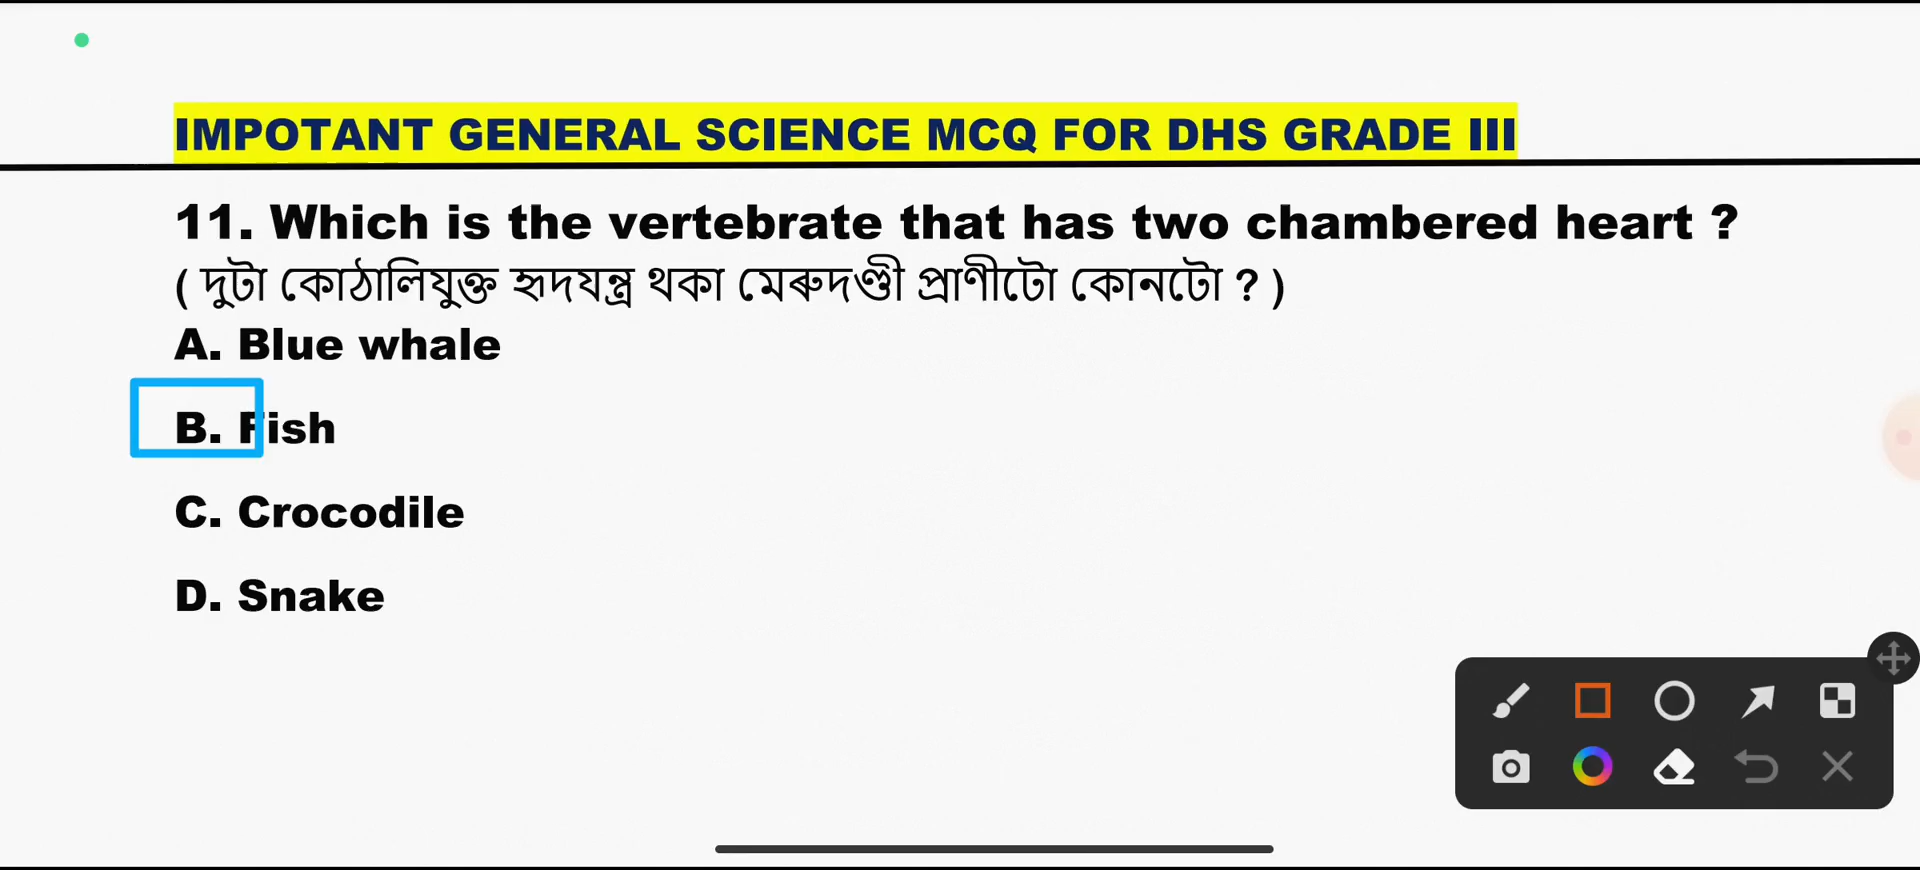 IMPOTANT GENERAL SCIENCE MCQ FOR DHS GRADE III
11. Which is the vertebrate that has two chambered heart ?
( দুটা কোঠালিযুক্ত হৃদযন্ত্ৰ থকা মেৰুদণ্ডী প্ৰাণীটো কোনটো ? )
A. Blue whale
B. Fish
C. Crocodile
D. Snake